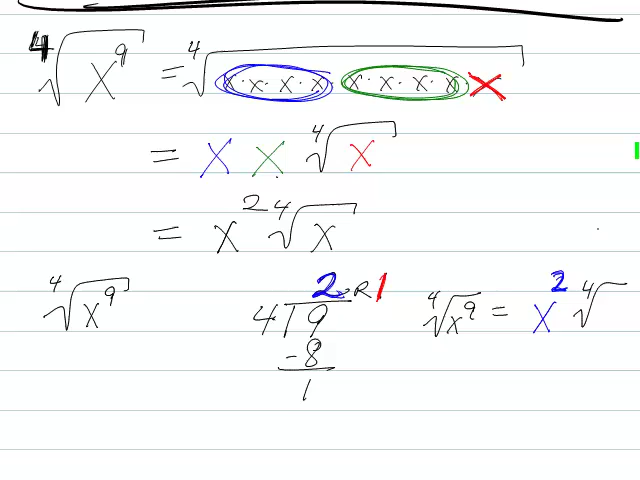 ⁴√x⁹ = ⁴√x·x·x·x·x·x·x·x·x
= x x ⁴√x
= x² ⁴√x
⁴√x⁹
2 R 1
4 9
-8
1
⁴√x⁹ = x² ⁴√